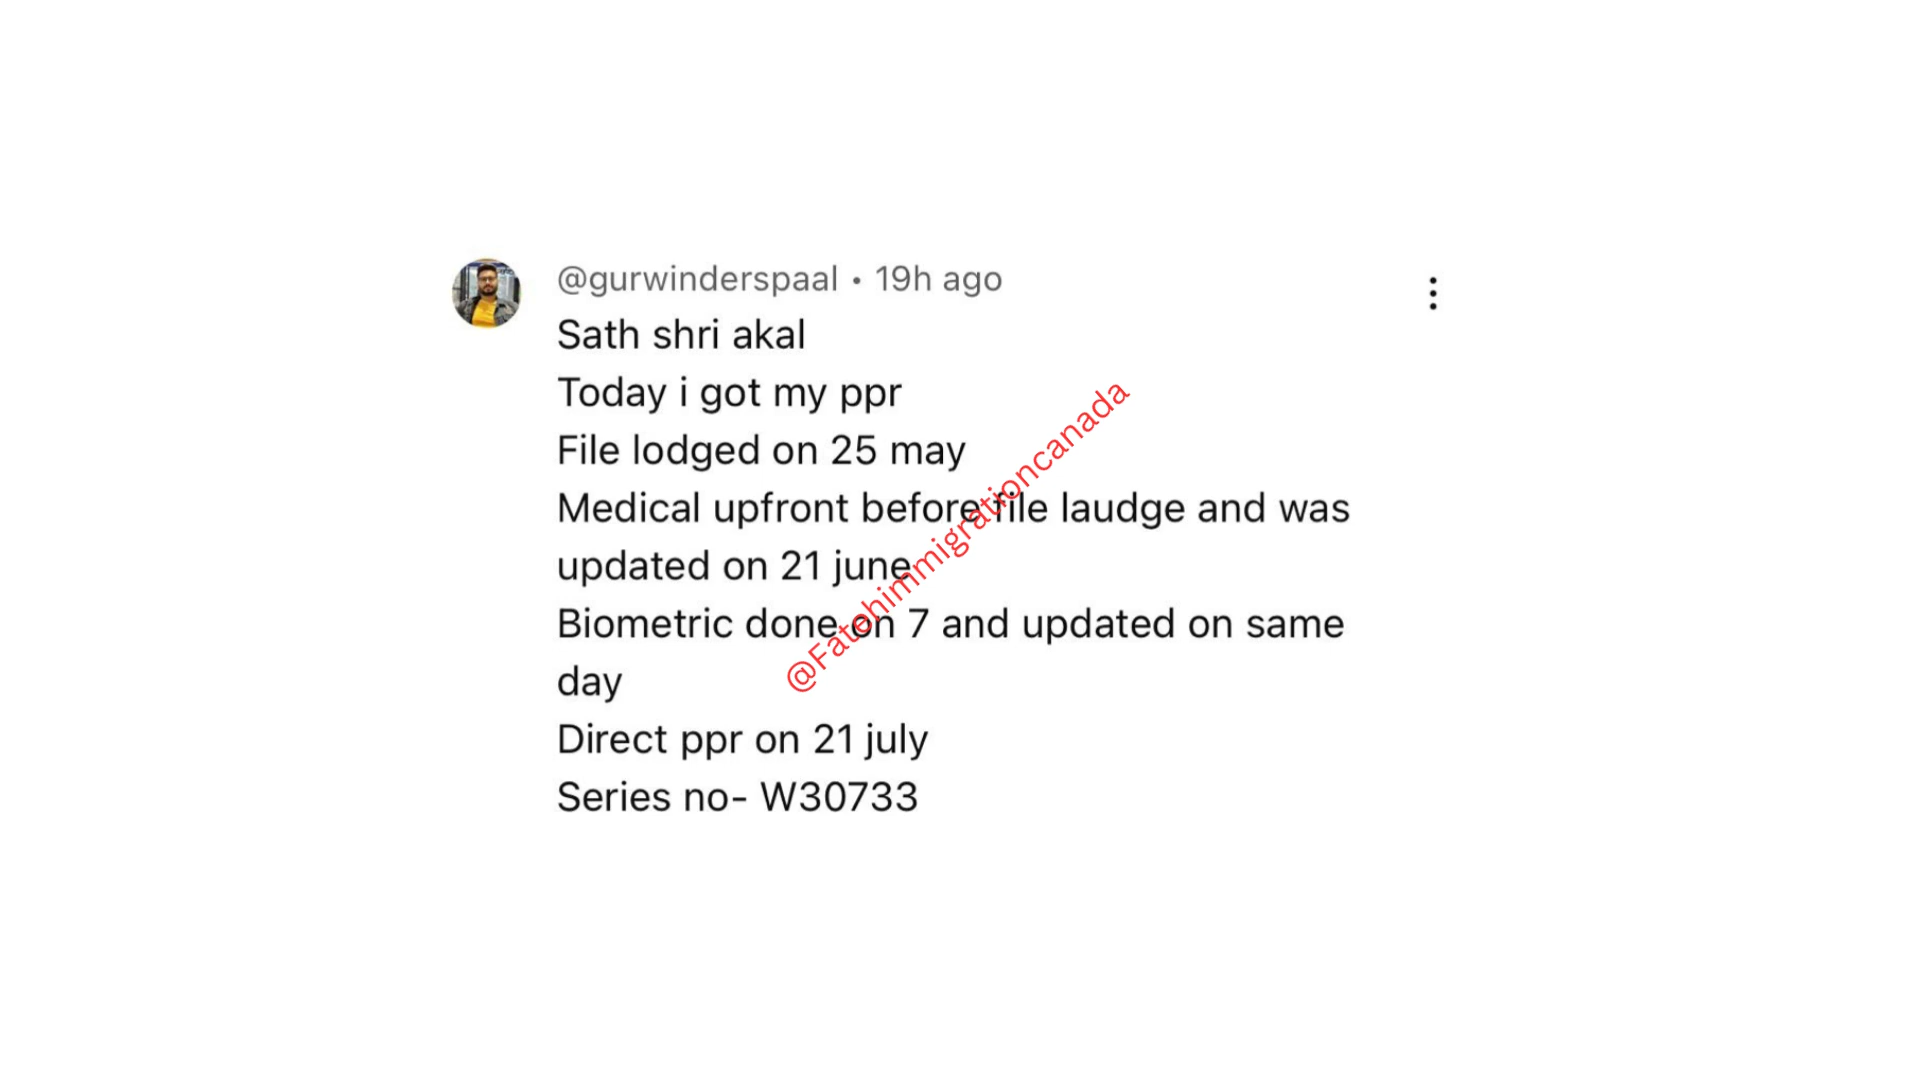 @gurwinderspaal • 19h ago
Sath shri akal
Today i got my ppr
File lodged on 25 may
Medical upfront before file laudge and was
updated on 21 june
Biometric done on 7 and updated on same
day
Direct ppr on 21 july
Series no- W30733
@Fatehimmigrationcanada